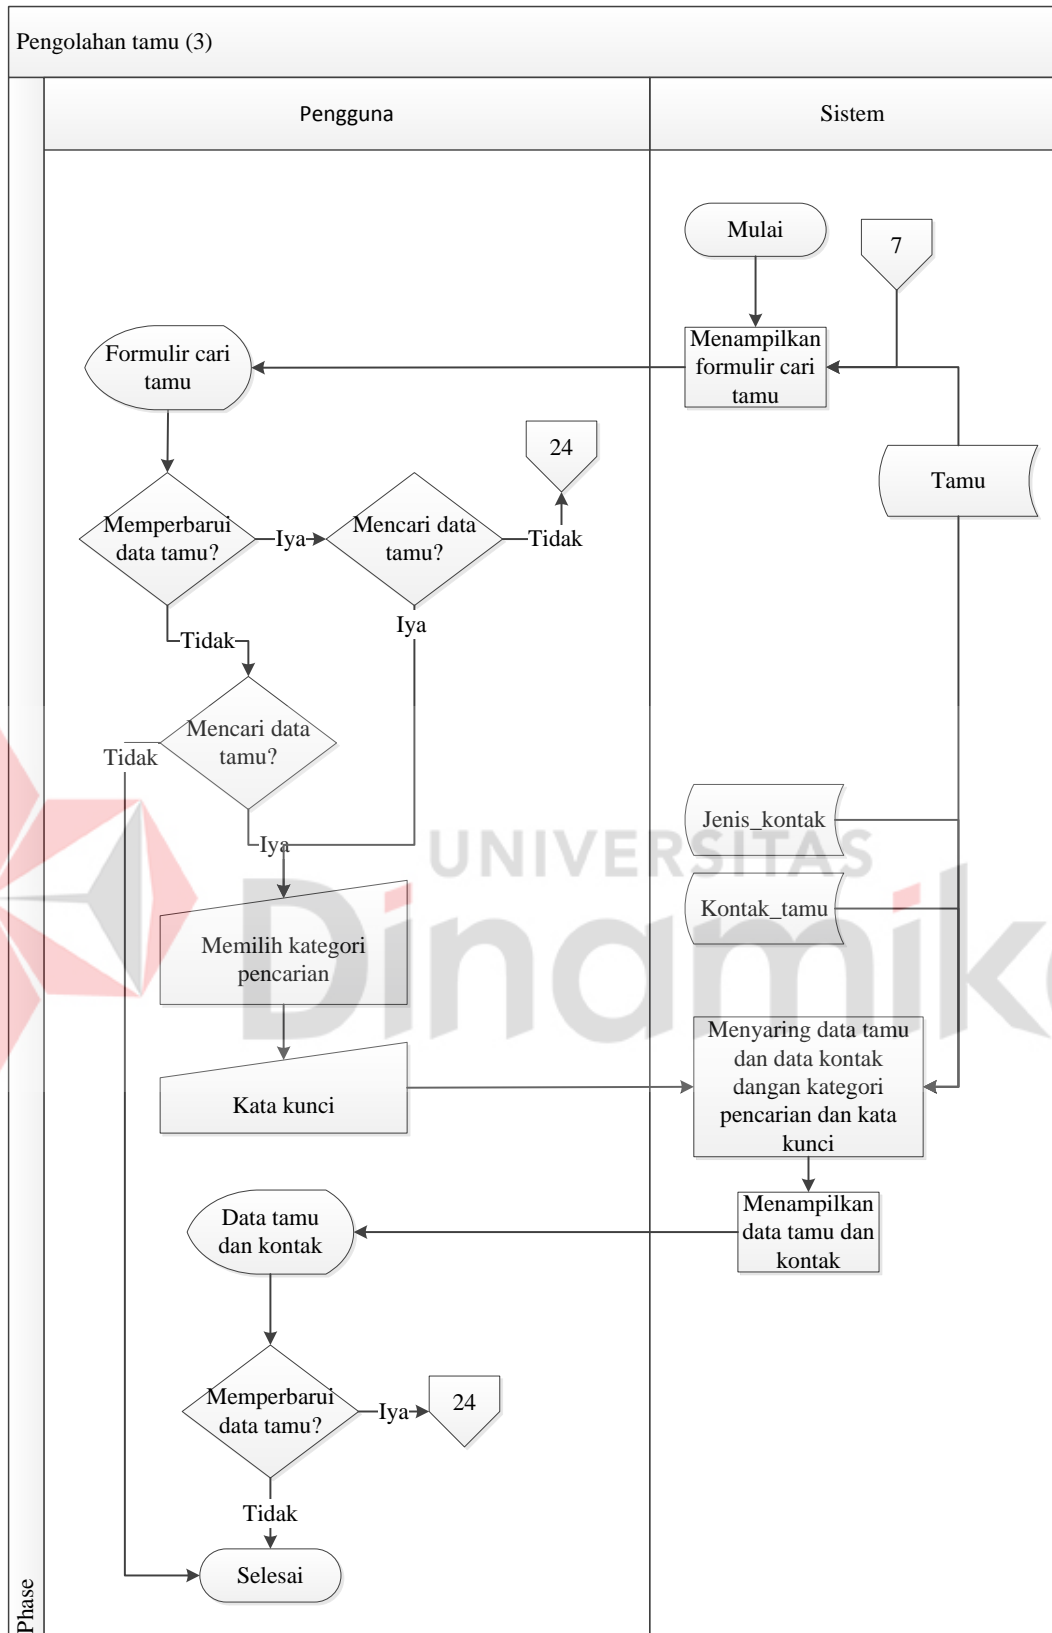 Pengolahan tamu (3)
Pengguna
Sistem
Mulai
7
Menampilkan
formulir cari
tamu
Formulir cari
tamu
24
Tamu
Memperbarui
data tamu?
Iya
Mencari data
tamu?
Tidak
Iya
Tidak
Mencari data
tamu?
Tidak
Iya
Jenis_kontak
UNIVERSITAS
Dinamika
Kontak_tamu
Memilih kategori
pencarian
Menyaring data tamu
dan data kontak
dangan kategori
pencarian dan kata
kunci
Kata kunci
Menampilkan
data tamu dan
kontak
Data tamu
dan kontak
Memperbarui
data tamu?
Iya
24
Tidak
Selesai
Phase